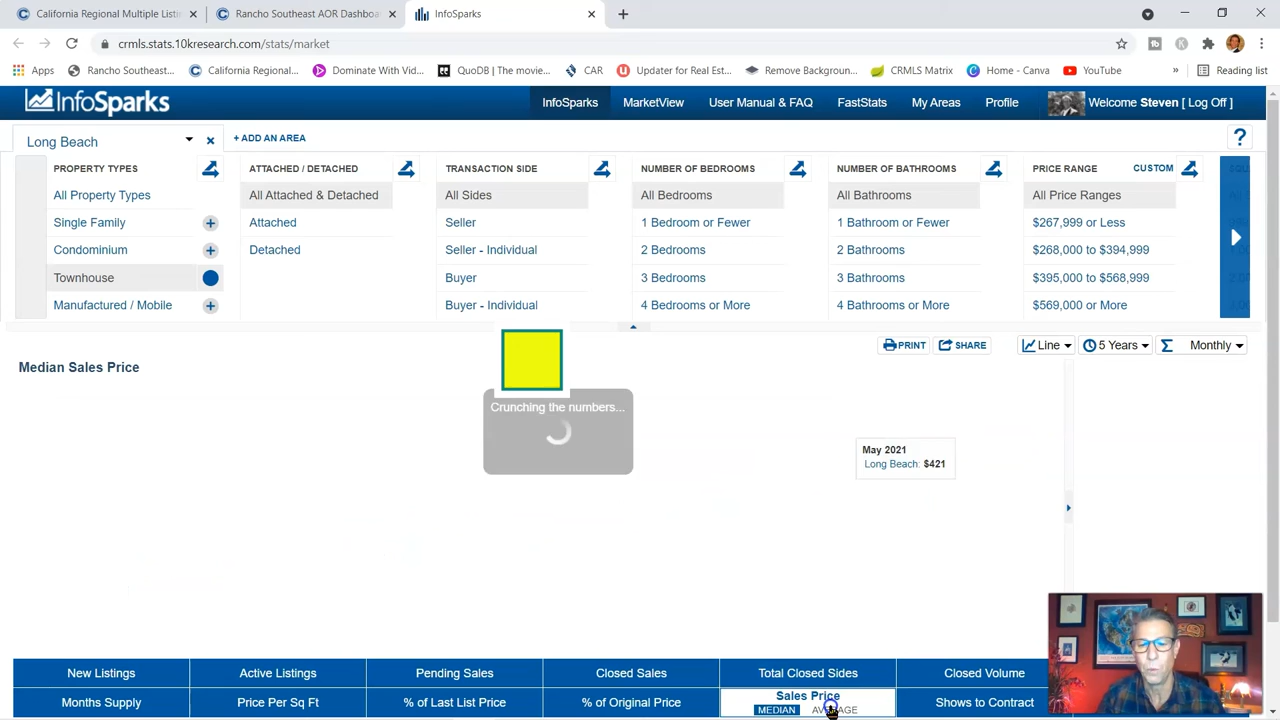 California Regional Multiple Listin
Rancho Southeast AOR Dashboa
InfoSparks
crmls.stats.10kresearch.com/stats/market
Apps
Rancho Southeast...
California Regional...
Dominate With Vid...
QuoDB | The movie...
CAR
Updater for Real Est...
Remove Backgroun...
CRMLS Matrix
Home - Canva
YouTube
»
Reading list
InfoSparks
InfoSparks
MarketView
User Manual & FAQ
FastStats
My Areas
Profile
Welcome Steven [ Log Off ]
Long Beach
+ ADD AN AREA
?
PROPERTY TYPES
ATTACHED / DETACHED
TRANSACTION SIDE
NUMBER OF BEDROOMS
NUMBER OF BATHROOMS
PRICE RANGE
CUSTOM
All Property Types
All Attached & Detached
All Sides
All Bedrooms
All Bathrooms
All Price Ranges
Single Family
Attached
Seller
1 Bedroom or Fewer
1 Bathroom or Fewer
$267,999 or Less
Condominium
Detached
Seller - Individual
2 Bedrooms
2 Bathrooms
$268,000 to $394,999
Townhouse
Buyer
3 Bedrooms
3 Bathrooms
$395,000 to $568,999
Manufactured / Mobile
Buyer - Individual
4 Bedrooms or More
4 Bathrooms or More
$569,000 or More
PRINT
SHARE
Line
5 Years
Σ Monthly
Median Sales Price
Crunching the numbers...
May 2021
Long Beach: $421
New Listings
Active Listings
Pending Sales
Closed Sales
Total Closed Sides
Closed Volume
Months Supply
Price Per Sq Ft
% of Last List Price
% of Original Price
Sales Price
MEDIAN
AVERAGE
Shows to Contract